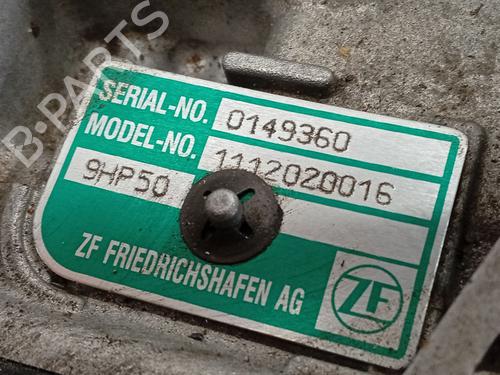 SERIAL-NO. 0149360
MODEL-NO. 1112020016
9HP50
ZF FRIEDRICHSHAFEN AG
ZF
B-PARTS